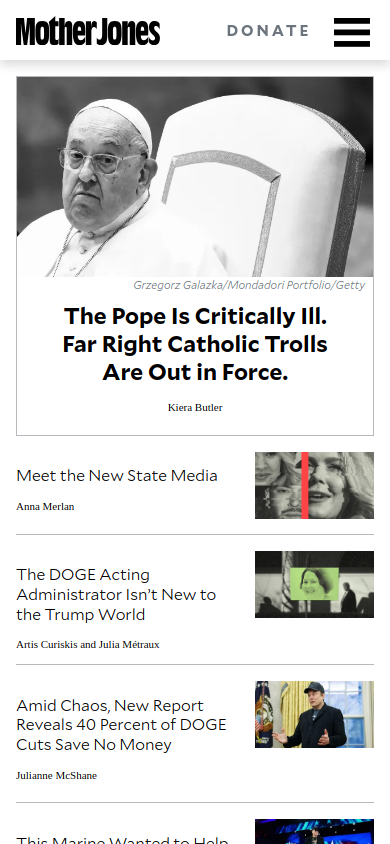 Mother Jones
DONATE
Grzegorz Galazka/Mondadori Portfolio/Getty
The Pope Is Critically Ill.
Far Right Catholic Trolls
Are Out in Force.
Kiera Butler
Meet the New State Media
Anna Merlan
The DOGE Acting
Administrator Isn’t New to
the Trump World
Artis Curiskis and Julia Métraux
Amid Chaos, New Report
Reveals 40 Percent of DOGE
Cuts Save No Money
Julianne McShane
This Marine Wanted to Help